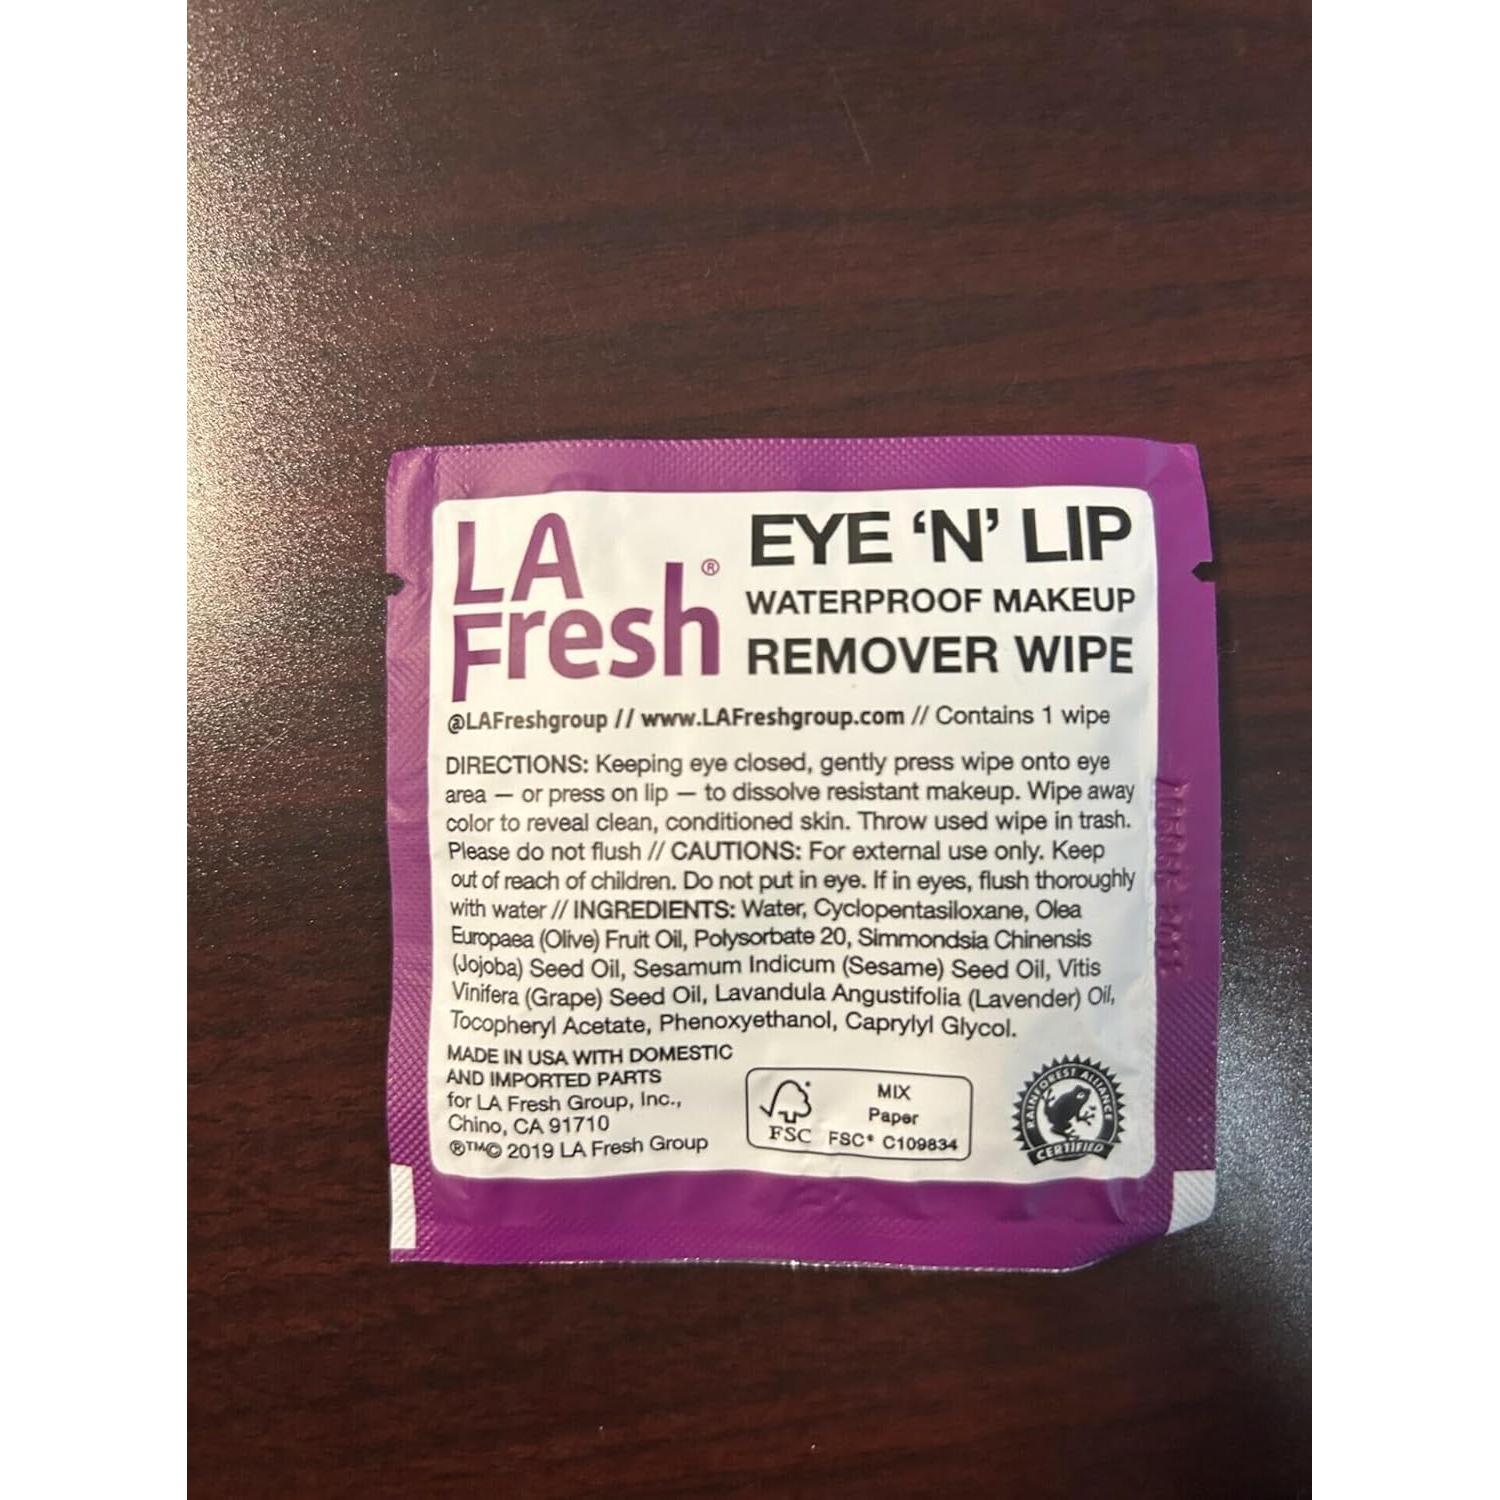 LA
Fresh®
EYE ‘N’ LIP
WATERPROOF MAKEUP
REMOVER WIPE
@LAFreshgroup // www.LAFreshgroup.com // Contains 1 wipe
DIRECTIONS: Keeping eye closed, gently press wipe onto eye
area — or press on lip — to dissolve resistant makeup. Wipe away
color to reveal clean, conditioned skin. Throw used wipe in trash.
Please do not flush // CAUTIONS: For external use only. Keep
out of reach of children. Do not put in eye. If in eyes, flush thoroughly
with water // INGREDIENTS: Water, Cyclopentasiloxane, Olea
Europaea (Olive) Fruit Oil, Polysorbate 20, Simmondsia Chinensis
(Jojoba) Seed Oil, Sesamum Indicum (Sesame) Seed Oil, Vitis
Vinifera (Grape) Seed Oil, Lavandula Angustifolia (Lavender) Oil,
Tocopheryl Acetate, Phenoxyethanol, Caprylyl Glycol.
MADE IN USA WITH DOMESTIC
AND IMPORTED PARTS
for LA Fresh Group, Inc.,
Chino, CA 91710
®™© 2019 LA Fresh Group
FSC
MIX
Paper
FSC® C109834
RAINFOREST ALLIANCE
CERTIFIED